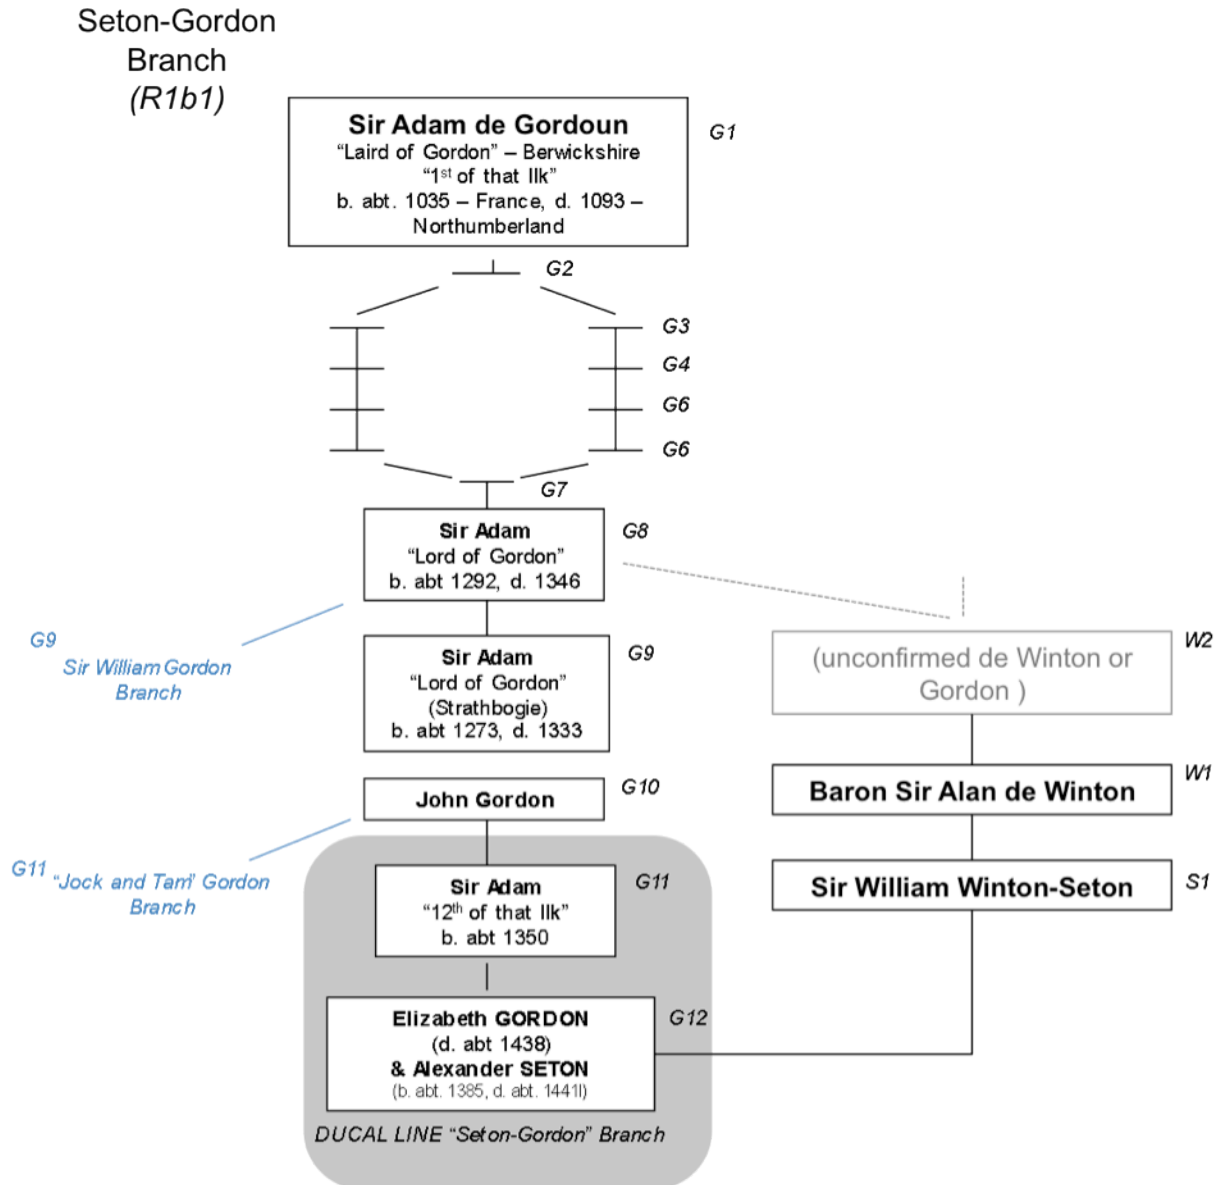 Seton-Gordon
Branch
(R1b1)
Sir Adam de Gordoun
“Laird of Gordon” – Berwickshire
“1st of that Ilk”
b. abt. 1035 – France, d. 1093 –
Northumberland
G1
G2
G3
G4
G6
G6
G7
Sir Adam
“Lord of Gordon”
b. abt 1292, d. 1346
G8
G9
Sir William Gordon
Branch
Sir Adam
“Lord of Gordon”
(Strathbogie)
b. abt 1273, d. 1333
G9
(unconfirmed de Winton or
Gordon )
W2
John Gordon
G10
Baron Sir Alan de Winton
W1
G11 “Jock and Tam” Gordon
Branch
Sir Adam
“12th of that Ilk”
b. abt 1350
G11
Sir William Winton-Seton
S1
Elizabeth GORDON
(d. abt 1438)
& Alexander SETON
(b. abt. 1385, d. abt. 1441l)
G12
DUCAL LINE “Seton-Gordon” Branch